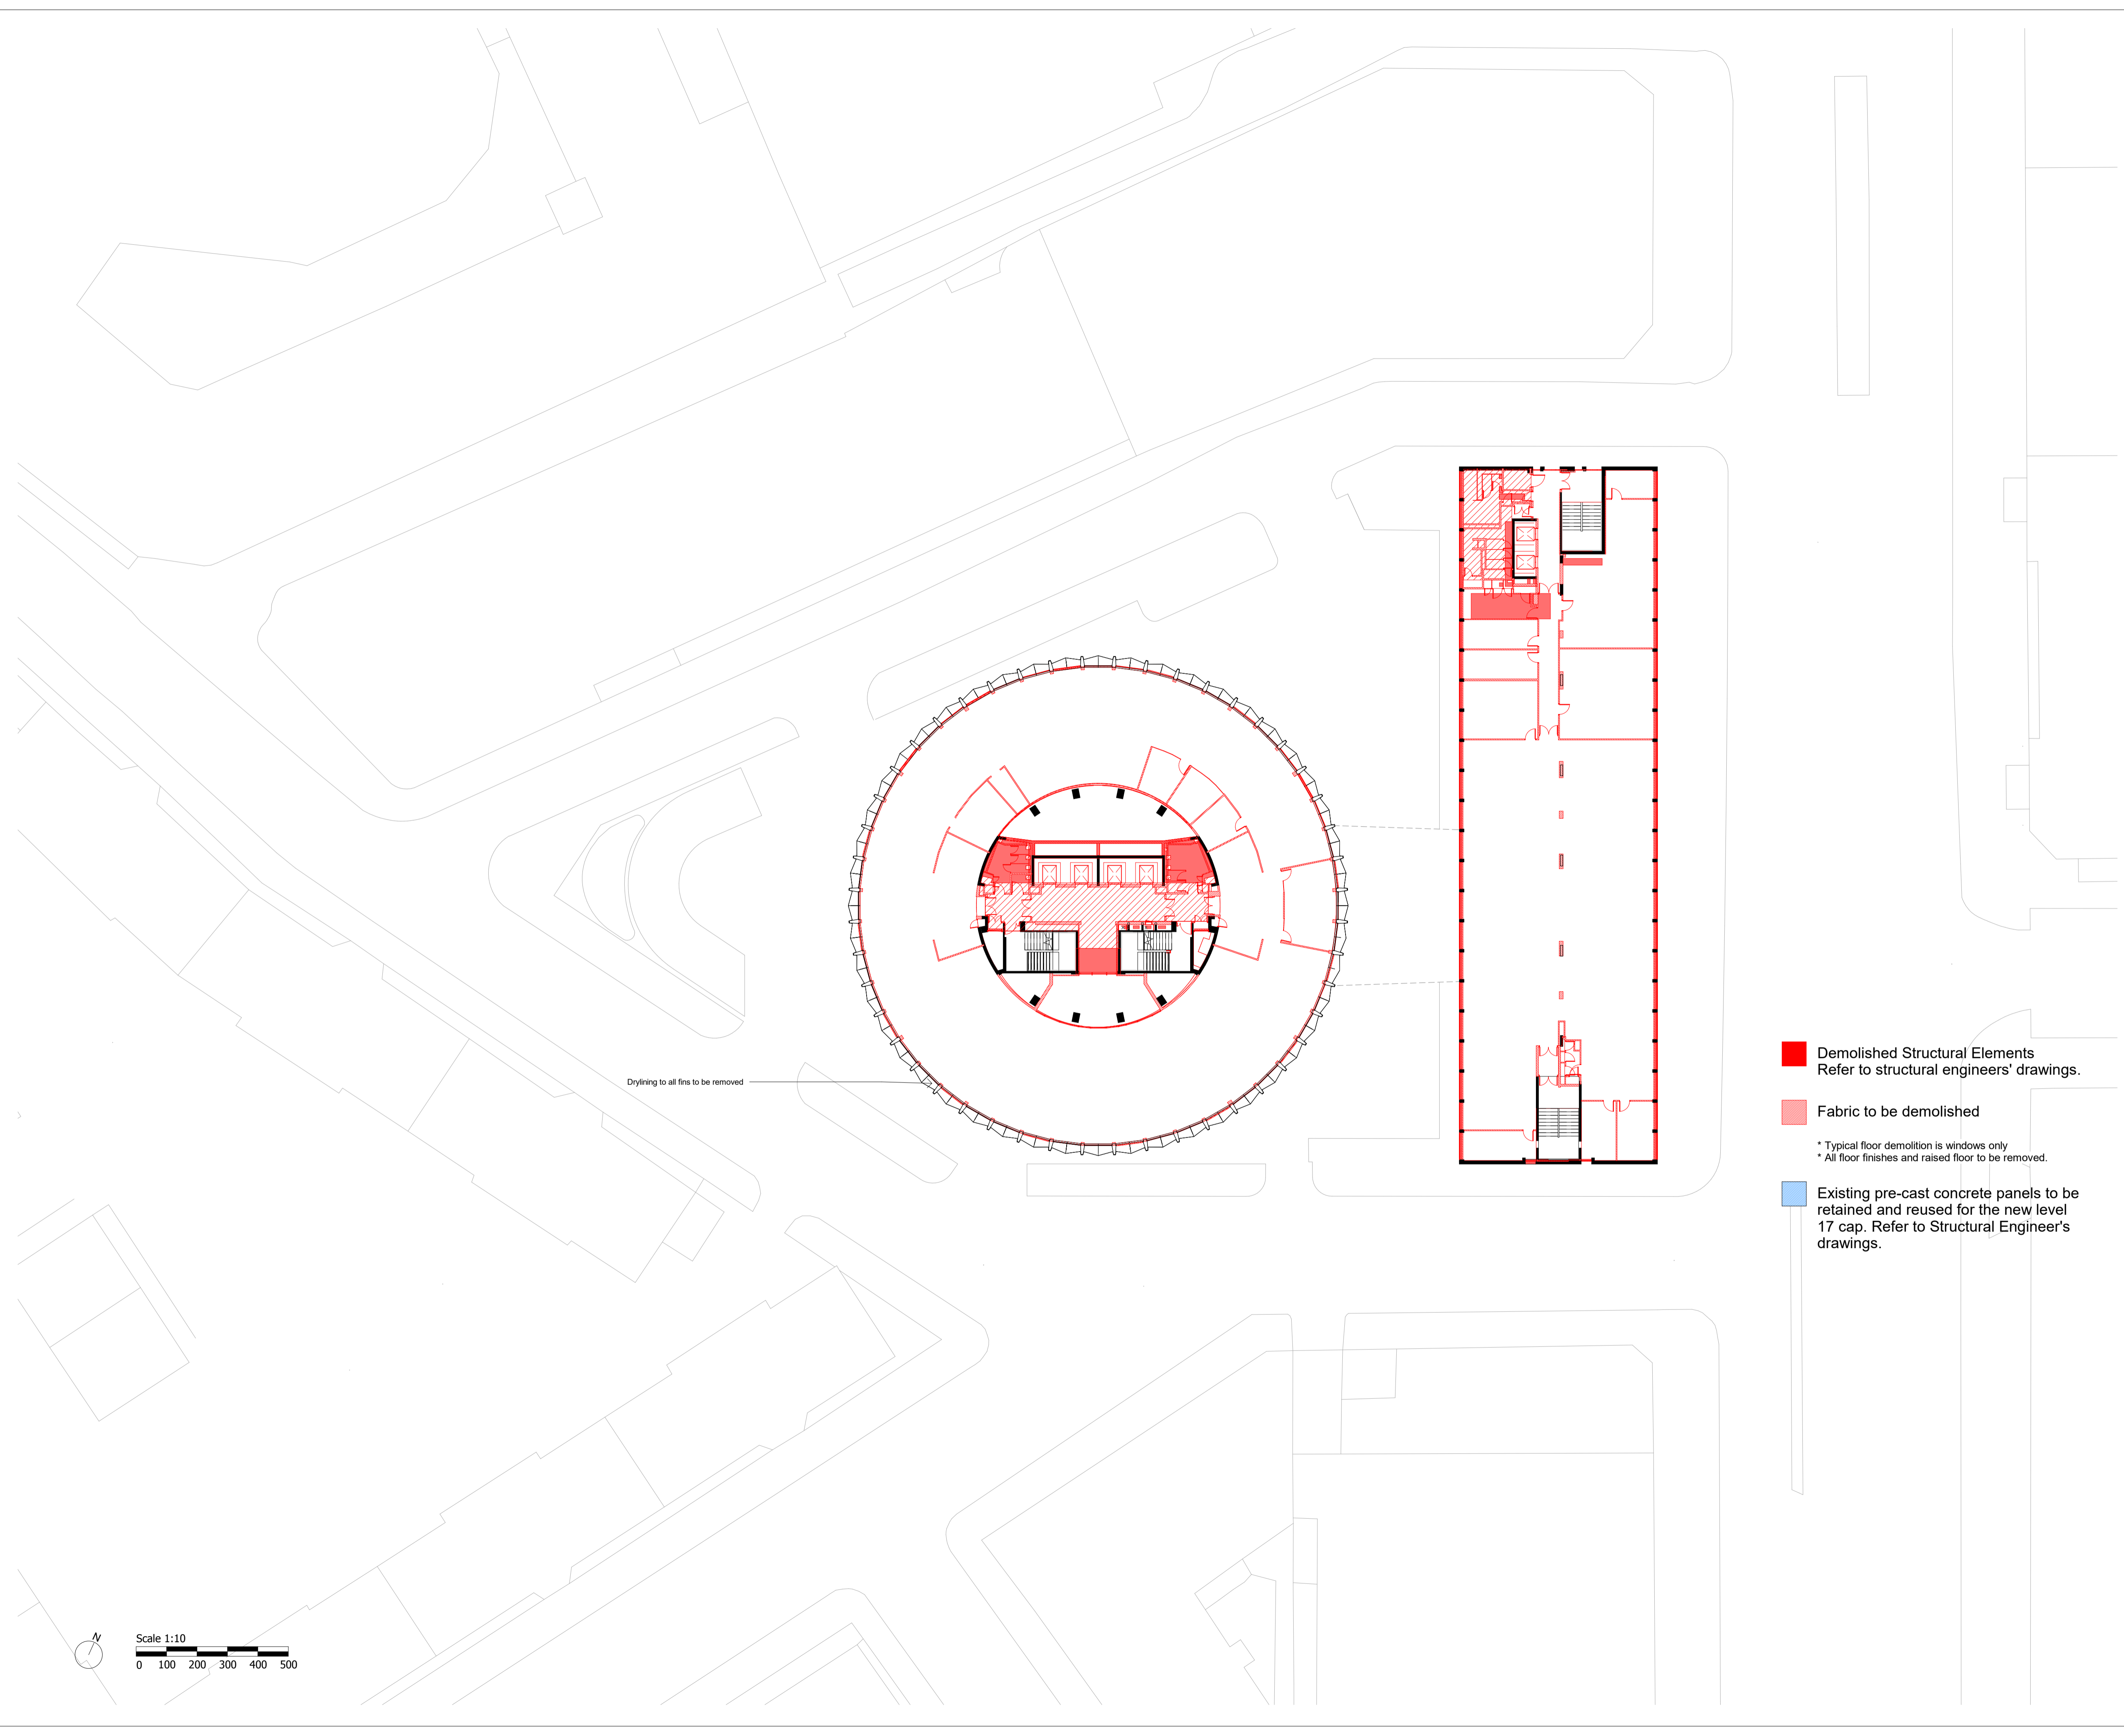 Demolished Structural Elements
Refer to structural engineers' drawings.
Fabric to be demolished
* Typical floor demolition is windows only
* All floor finishes and raised floor to be removed.
Existing pre-cast concrete panels to be
retained and reused for the new level
17 cap. Refer to Structural Engineer's
drawings.
Drylining to all fins to be removed
N
Scale 1:10
0 100 200 300 400 500